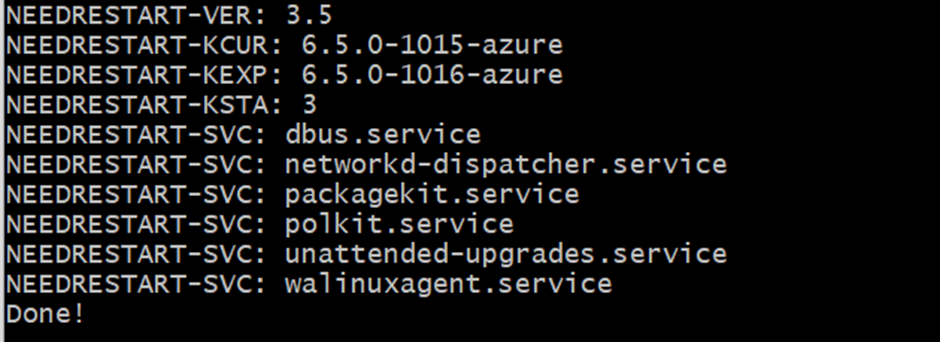 NEEDRESTART-VER: 3.5
NEEDRESTART-KCUR: 6.5.0-1015-azure
NEEDRESTART-KEXP: 6.5.0-1016-azure
NEEDRESTART-KSTA: 3
NEEDRESTART-SVC: dbus.service
NEEDRESTART-SVC: networkd-dispatcher.service
NEEDRESTART-SVC: packagekit.service
NEEDRESTART-SVC: polkit.service
NEEDRESTART-SVC: unattended-upgrades.service
NEEDRESTART-SVC: walinuxagent.service
Done!